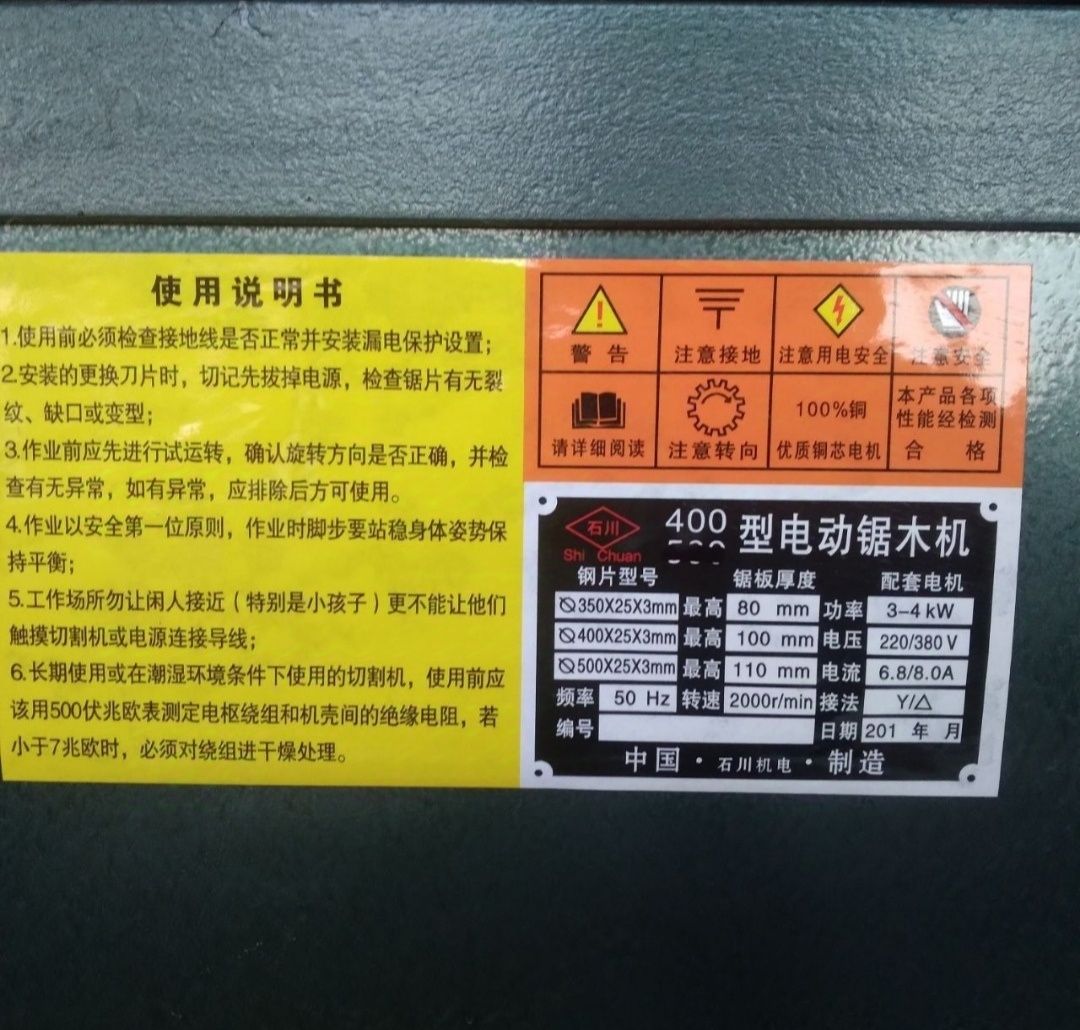 使用说明书
1.使用前必须检查接地线是否正常并安装漏电保护设置；
2.安装的更换刀片时，切记先拔掉电源，检查锯片有无裂
纹、缺口或变型；
3.作业前应先进行试运转，确认旋转方向是否正确，并检
查有无异常，如有异常，应排除后方可使用。
4.作业以安全第一位原则，作业时脚步要站稳身体姿势保
持平衡；
5.工作场所勿让闲人接近（特别是小孩子）更不能让他们
触摸切割机或电源连接导线；
6.长期使用或在潮湿环境条件下使用的切割机，使用前应
该用500伏兆欧表测定电枢绕组和机壳间的绝缘电阻，若
小于7兆欧时，必须对绕组进干燥处理。
警告 注意接地 注意用电安全 注意安全
请详细阅读 注意转向
100%铜
优质铜芯电机
本产品各项
性能经检测
合 格
石川
Shi Chuan
400 型电动锯木机
钢片型号 锯板厚度 配套电机
⦰350X25X3mm 最高 80 mm 功率 3-4 kW
⦰400X25X3mm 最高 100 mm 电压 220/380 V
⦰500X25X3mm 最高 110 mm 电流 6.8/8.0A
频率 50 Hz 转速 2000r/min 接法 Y/△
编号 日期 201 年 月
中国·石川机电·制造